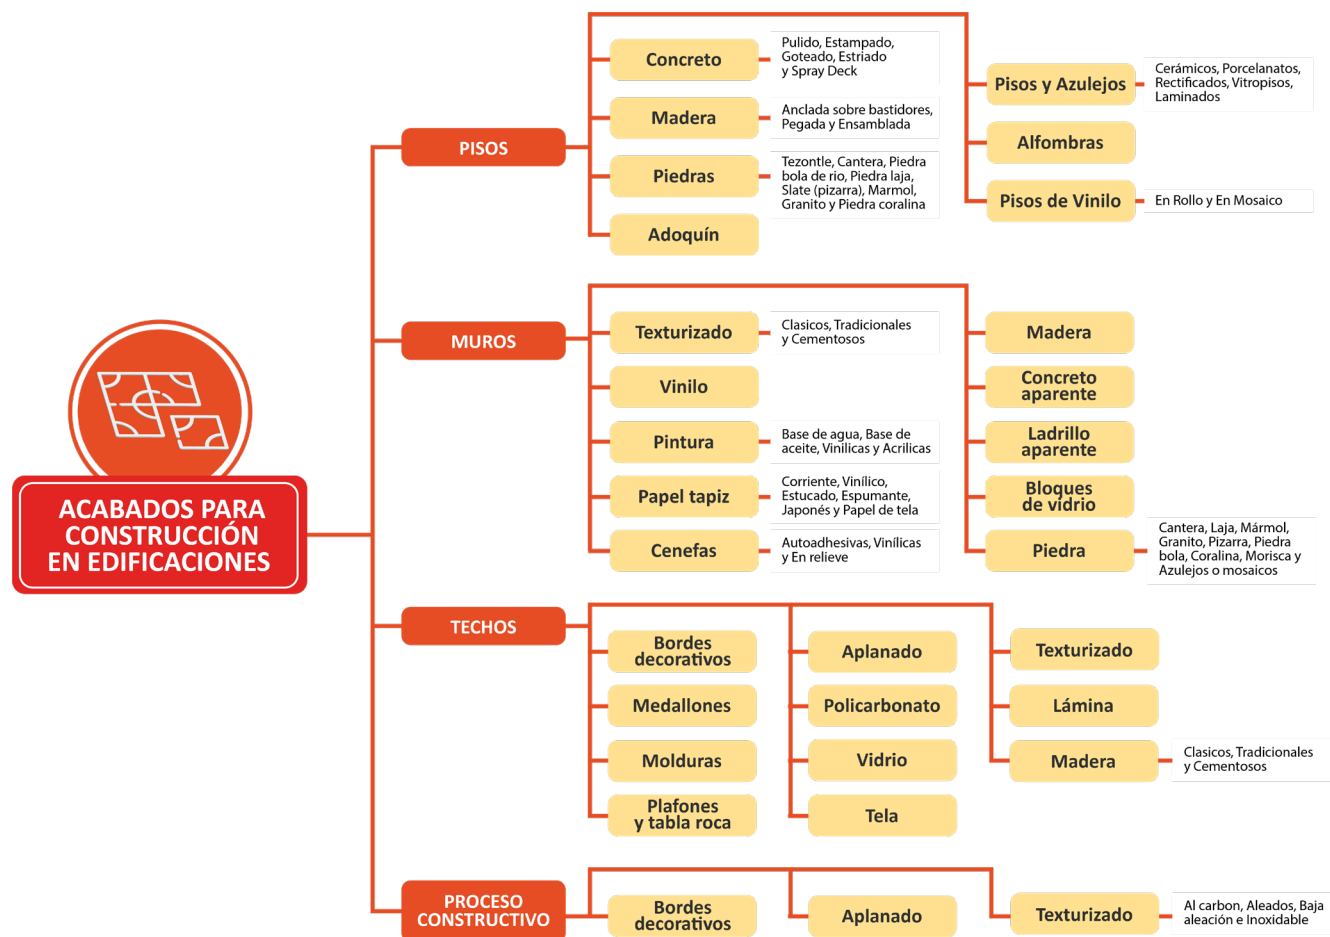 ACABADOS PARA
CONSTRUCCIÓN
EN EDIFICACIONES
PISOS
Concreto
Pulido, Estampado,
Goteado, Estriado
y Spray Deck
Madera
Anclada sobre bastidores,
Pegada y Ensamblada
Piedras
Tezontle, Cantera, Piedra
bola de rio, Piedra laja,
Slate (pizarra), Marmol,
Granito y Piedra coralina
Adoquín
Pisos y Azulejos
Cerámicos, Porcelanatos,
Rectificados, Vitropisos,
Laminados
Alfombras
Pisos de Vinilo
En Rollo y En Mosaico
MUROS
Texturizado
Clasicos, Tradicionales
y Cementosos
Vinilo
Pintura
Base de agua, Base de
aceite, Vinilicas y Acrilicas
Papel tapiz
Corriente, Vinílico,
Estucado, Espumante,
Japonés y Papel de tela
Cenefas
Autoadhesivas, Vinílicas
y En relieve
Madera
Concreto
aparente
Ladrillo
aparente
Bloques
de vidrio
Piedra
Cantera, Laja, Mármol,
Granito, Pizarra, Piedra
bola, Coralina, Morisca y
Azulejos o mosaicos
TECHOS
Bordes
decorativos
Medallones
Molduras
Plafones
y tabla roca
Aplanado
Policarbonato
Vidrio
Tela
Texturizado
Lámina
Madera
Clasicos, Tradicionales
y Cementosos
PROCESO
CONSTRUCTIVO
Bordes
decorativos
Aplanado
Texturizado
Al carbon, Aleados, Baja
aleación e Inoxidable